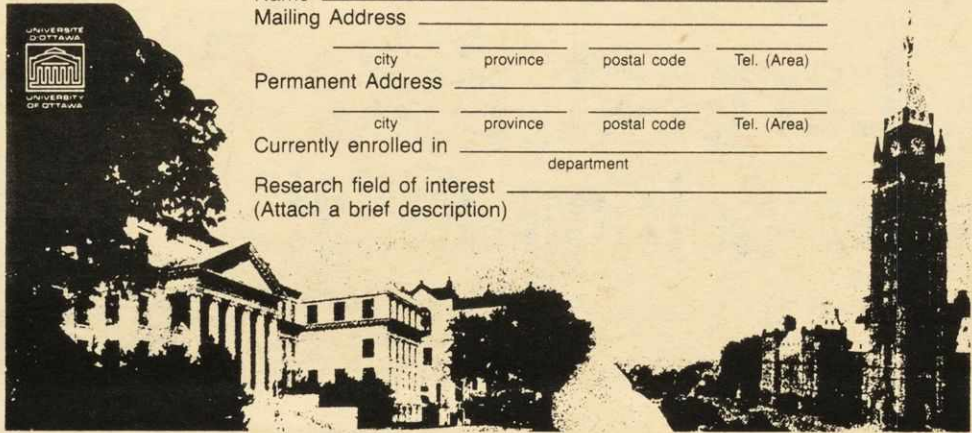 UNIVERSITÉ
D'OTTAWA
UNIVERSITY
OF OTTAWA
Mailing Address
city province postal code Tel. (Area)
Permanent Address
city province postal code Tel. (Area)
Currently enrolled in
department
Research field of interest
(Attach a brief description)